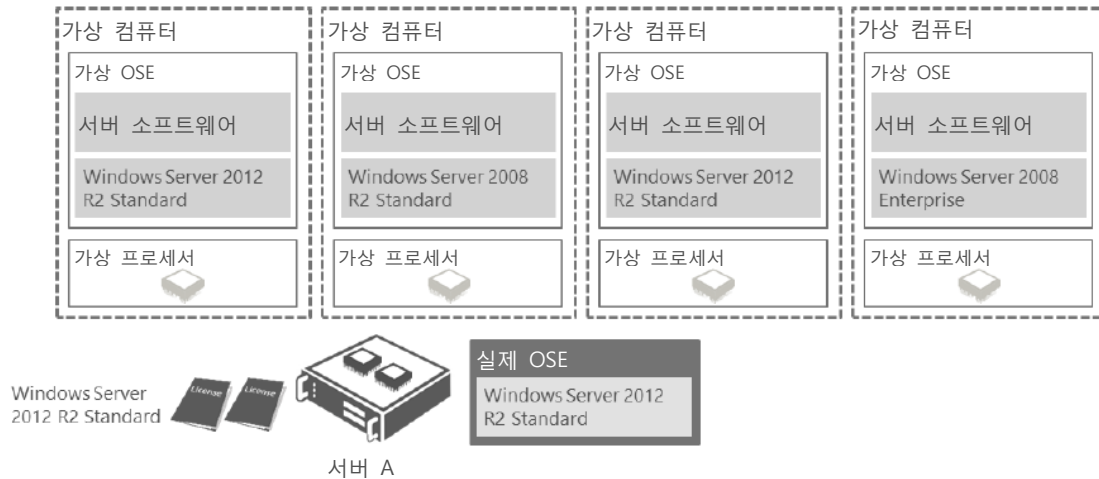 가상 컴퓨터
가상 OSE
서버 소프트웨어
Windows Server 2012
R2 Standard
가상 프로세서
가상 컴퓨터
가상 OSE
서버 소프트웨어
Windows Server 2008
R2 Standard
가상 프로세서
가상 컴퓨터
가상 OSE
서버 소프트웨어
Windows Server 2012
R2 Standard
가상 프로세서
가상 컴퓨터
가상 OSE
서버 소프트웨어
Windows Server 2008
Enterprise
가상 프로세서
Windows Server
2012 R2 Standard
License
License
서버 A
실제 OSE
Windows Server 2012
R2 Standard